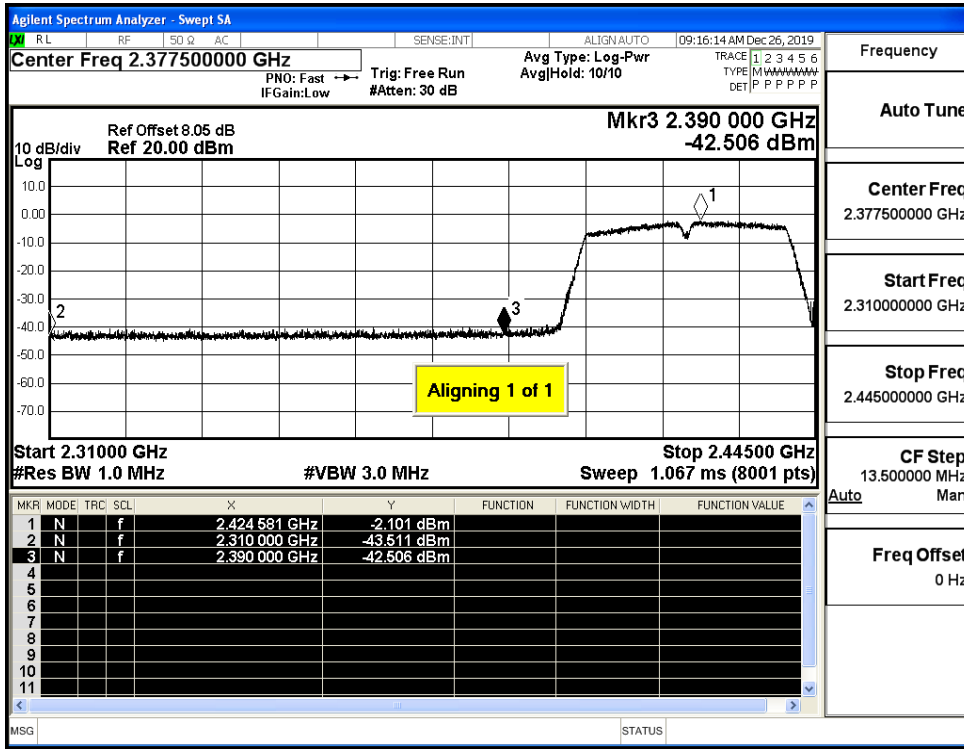 Agilent Spectrum Analyzer - Swept SA
LXI RL RF 50 Ω AC SENSE:INT ALIGN AUTO 09:16:14 AM Dec 26, 2019
Center Freq 2.377500000 GHz
PNO: Fast
IFGain:Low
Trig: Free Run
#Atten: 30 dB
Avg Type: Log-Pwr
Avg|Hold: 10/10
TRACE 1 2 3 4 5 6
TYPE M
DET P P P P P P
Mkr3 2.390 000 GHz
-42.506 dBm
Ref Offset 8.05 dB
10 dB/div Ref 20.00 dBm
Log
10.0
0.00
-10.0
-20.0
-30.0
-40.0
-50.0
-60.0
-70.0
1
2
3
Aligning 1 of 1
Start 2.31000 GHz Stop 2.44500 GHz
#Res BW 1.0 MHz #VBW 3.0 MHz Sweep 1.067 ms (8001 pts)
MKR MODE TRC SCL X Y FUNCTION FUNCTION WIDTH FUNCTION VALUE
1 N f 2.424 581 GHz -2.101 dBm
2 N f 2.310 000 GHz -43.511 dBm
3 N f 2.390 000 GHz -42.506 dBm
4
5
6
7
8
9
10
11
MSG STATUS
Frequency
Auto Tune
Center Freq
2.377500000 GHz
Start Freq
2.310000000 GHz
Stop Freq
2.445000000 GHz
CF Step
13.500000 MHz
Auto Man
Freq Offset
0 Hz